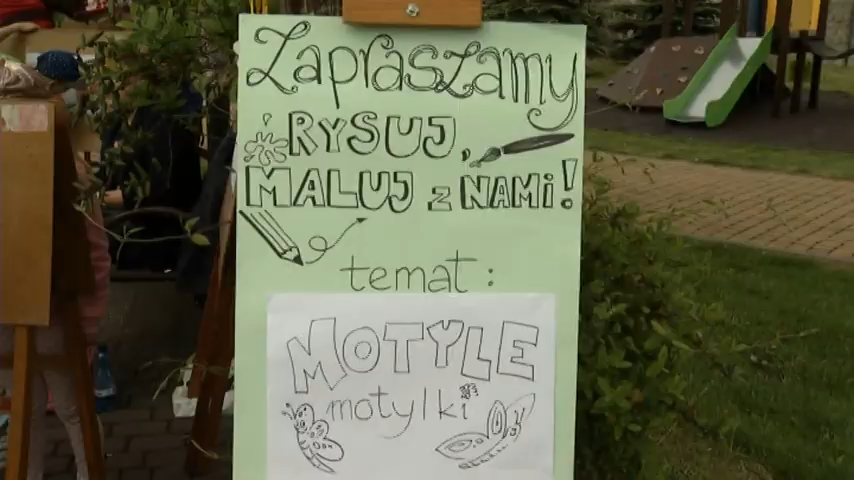 Zapraszamy
RYSUJ,
MALUJ z NAMi!
temat:
MOTYLE
motylki